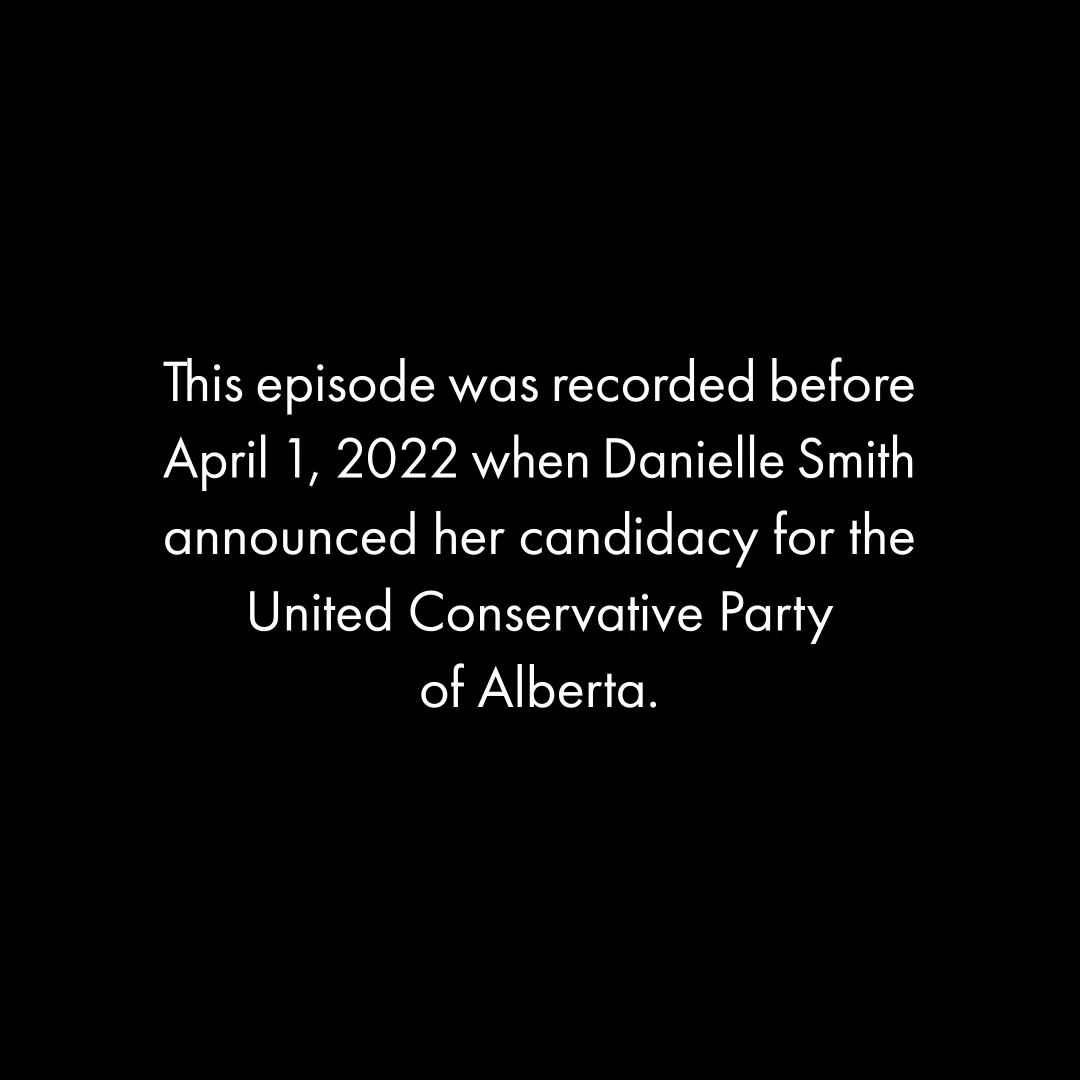 This episode was recorded before
April 1, 2022 when Danielle Smith
announced her candidacy for the
United Conservative Party
of Alberta.